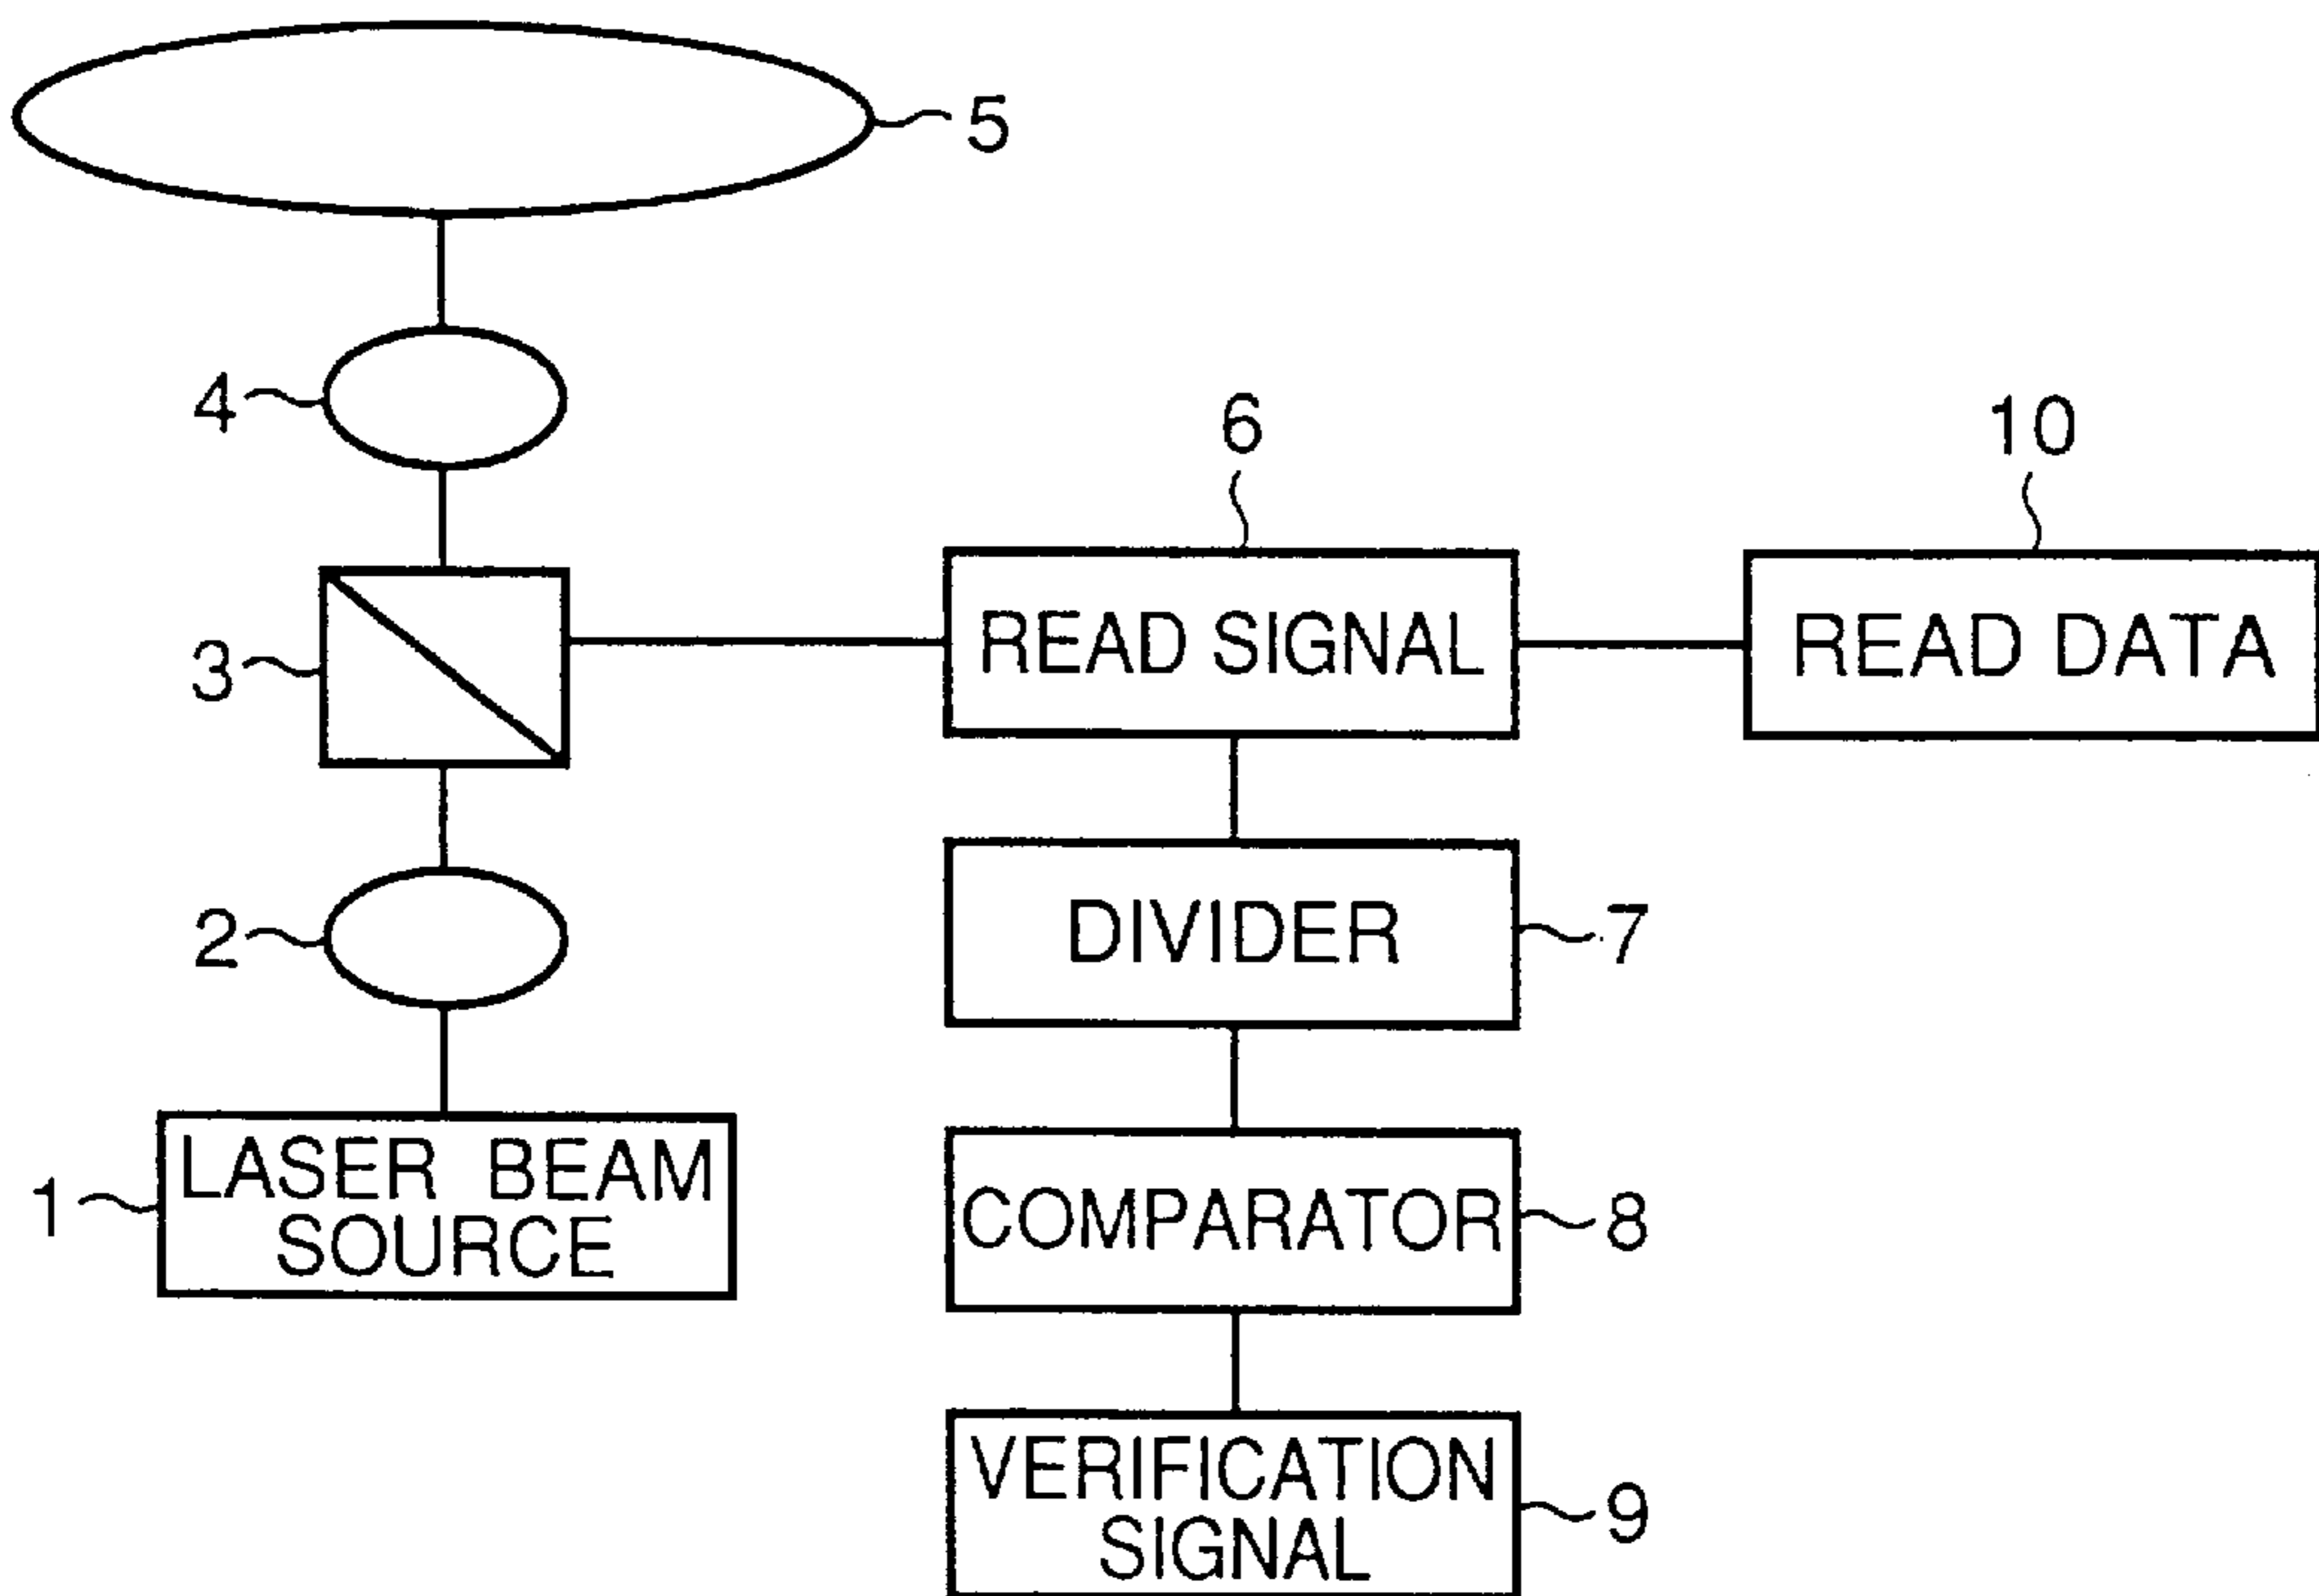 5
4
6
10
3
READ SIGNAL
READ DATA
2
DIVIDER
7
1
LASER BEAM
SOURCE
COMPARATOR
8
VERIFICATION
SIGNAL
9